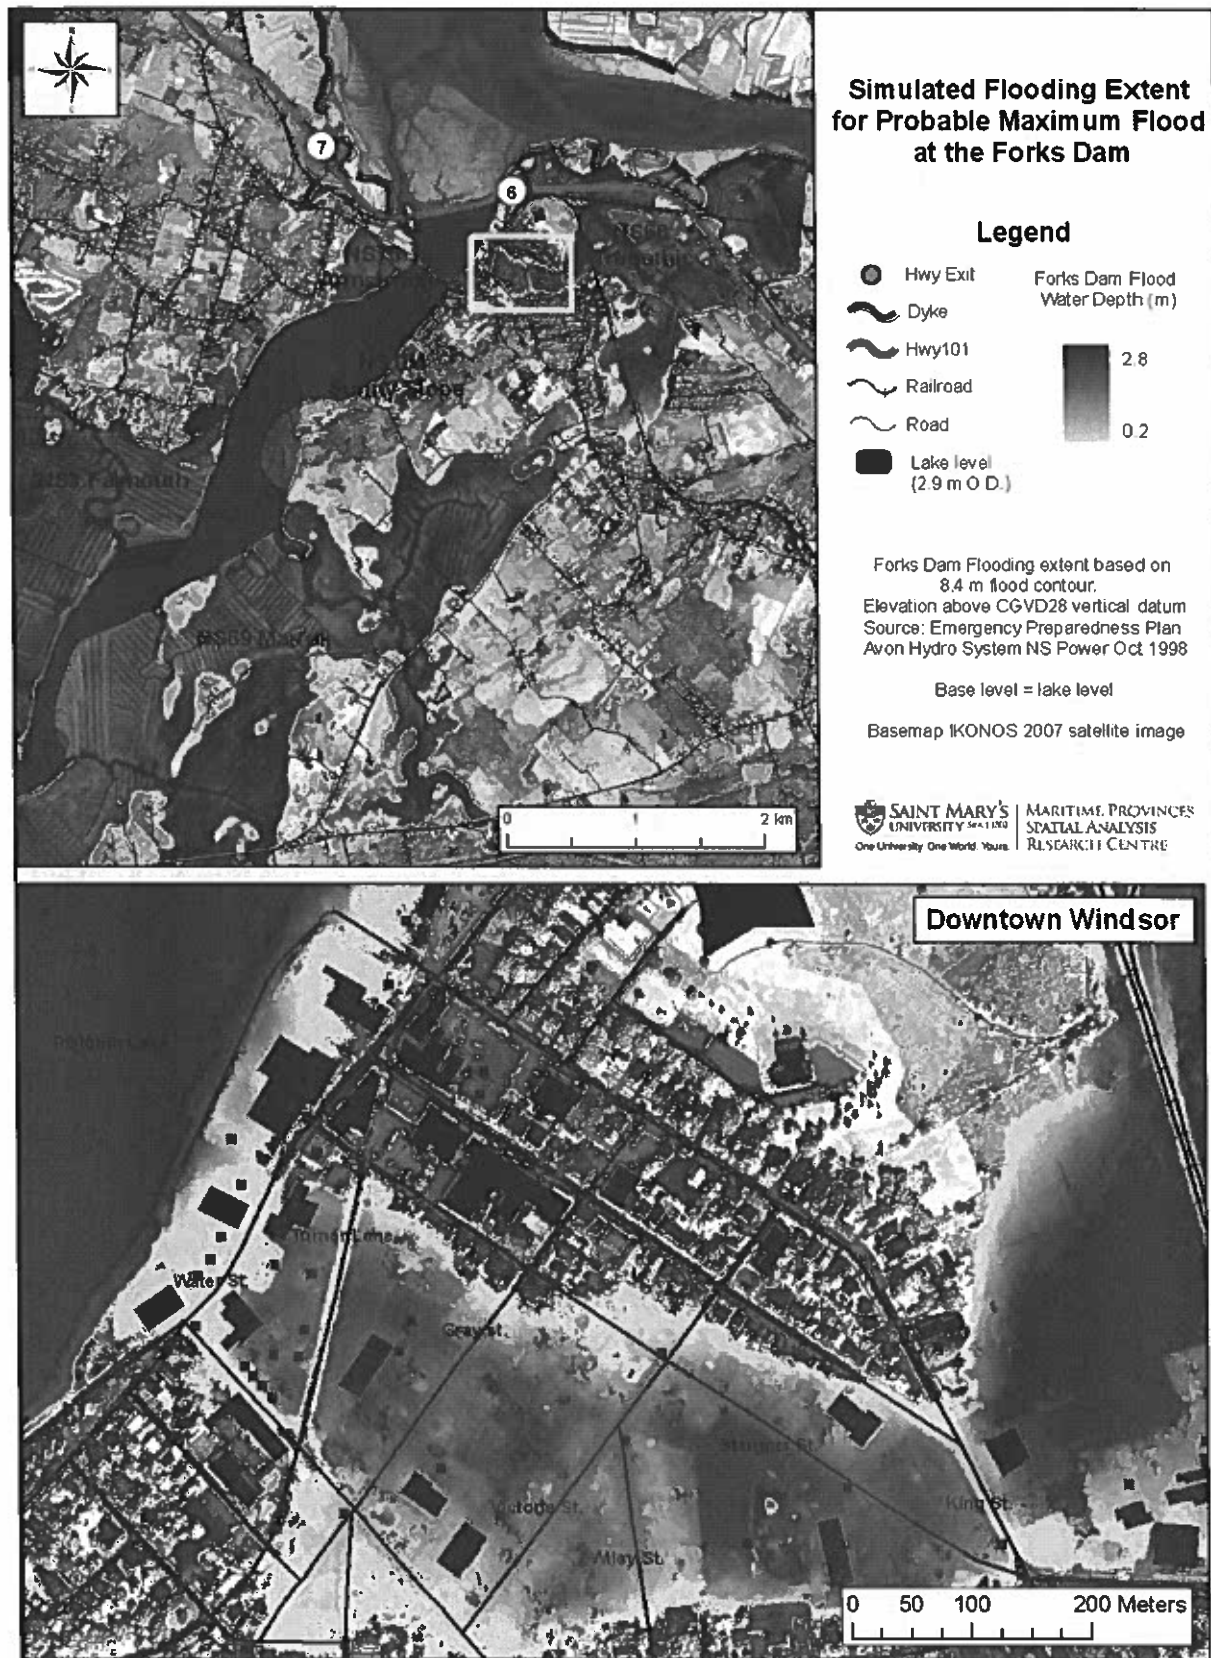 Simulated Flooding Extent
for Probable Maximum Flood
at the Forks Dam
7
6
Legend
Hwy Exit
Dyke
Hwy101
Railroad
Road
Lake level
(2.9 m O.D.)
Forks Dam Flood
Water Depth (m)
2.8
0.2
Forks Dam Flooding extent based on
8.4 m flood contour.
Elevation above CGVD28 vertical datum
Source: Emergency Preparedness Plan
Avon Hydro System NS Power Oct 1998
Base level = lake level
Basemap IKONOS 2007 satellite image
SAINT MARY'S
UNIVERSITY
One University. One World. Yours.
MARITIME PROVINCES
SPATIAL ANALYSIS
RESEARCH CENTRE
0 1 2 km
Downtown Windsor
Water St.
Gray St.
King St.
0 50 100 200 Meters